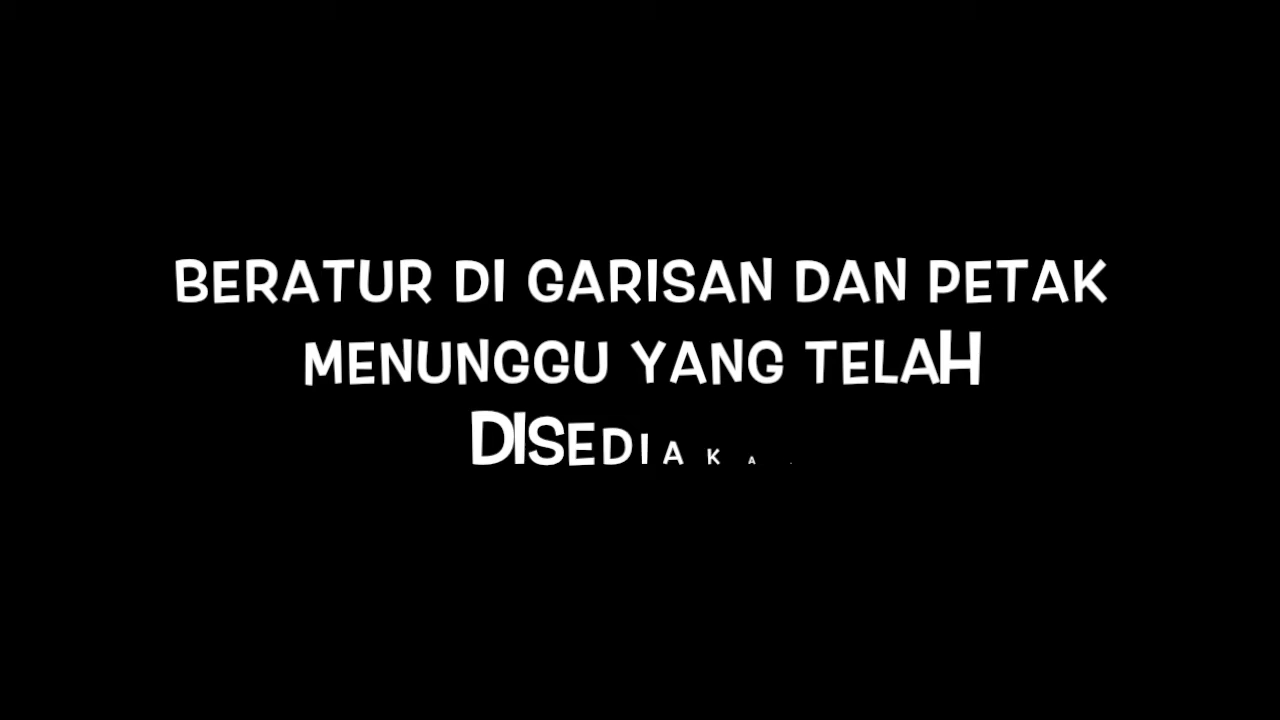 BERATUR DI GARISAN DAN PETAK
MENUNGGU YANG TELAH
DISEDIAKA